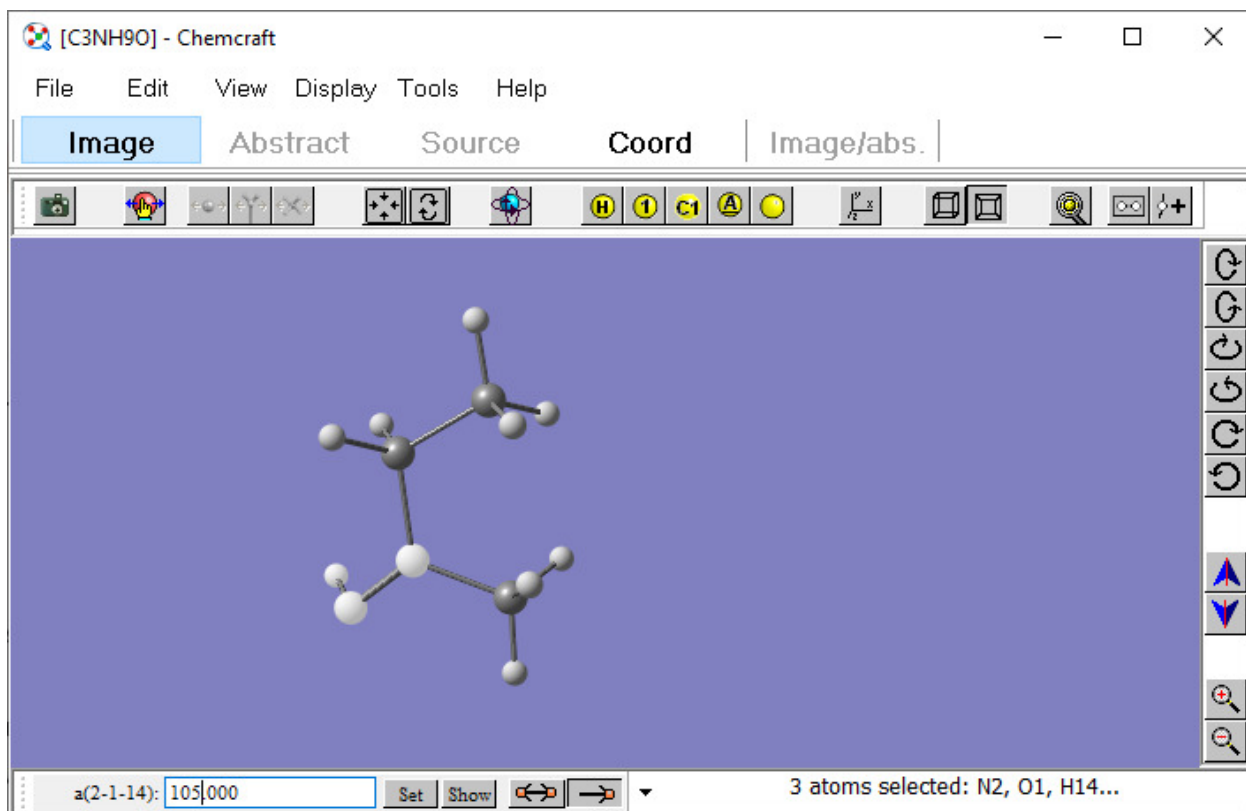 [C3NH9O] - Chemcraft
File Edit View Display Tools Help
Image Abstract Source Coord Image/abs.
H 1 C1 A y x z
a(2-1-14): 105.000 Set Show 3 atoms selected: N2, O1, H14...